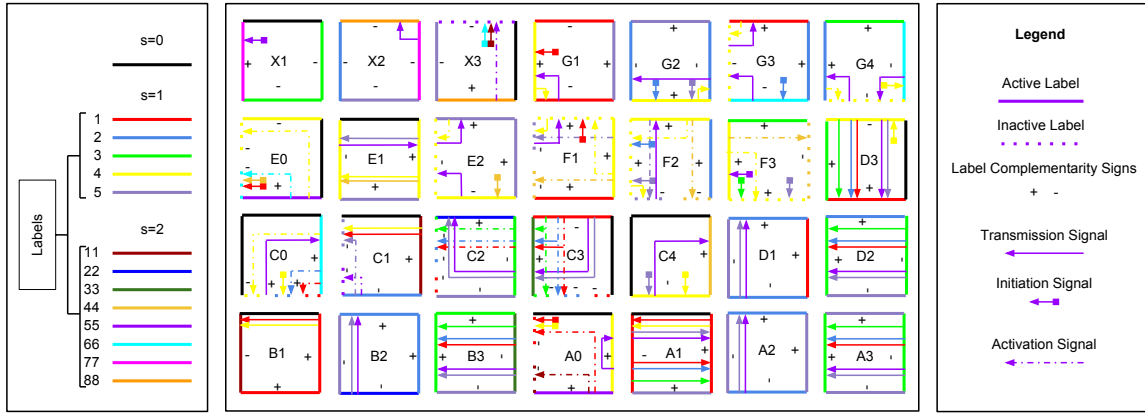 s=0
s=1
1
2
3
4
5
s=2
11
22
33
44
55
66
77
88
Labels
X1
X2
X3
G1
G2
G3
G4
E0
E1
E2
F1
F2
F3
D3
C0
C1
C2
C3
C4
D1
D2
B1
B2
B3
A0
A1
A2
A3
Legend
Active Label
Inactive Label
Label Complementarity Signs
+ -
Transmission Signal
Initiation Signal
Activation Signal